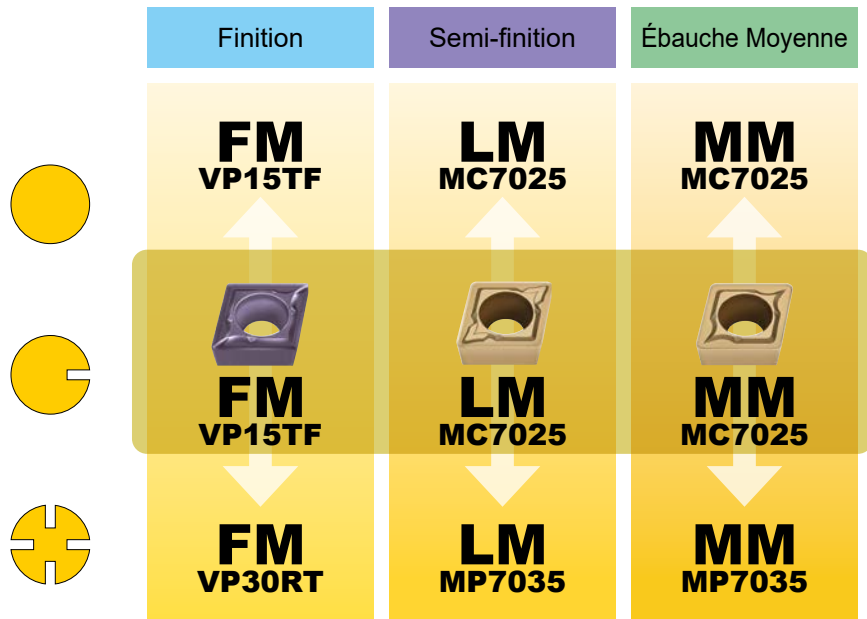 Finition
Semi-finition
Ébauche Moyenne
FM
LM
MM
VP15TF
MC7025
MC7025
FM
LM
MM
VP15TF
MC7025
MC7025
FM
LM
MM
VP30RT
MP7035
MP7035